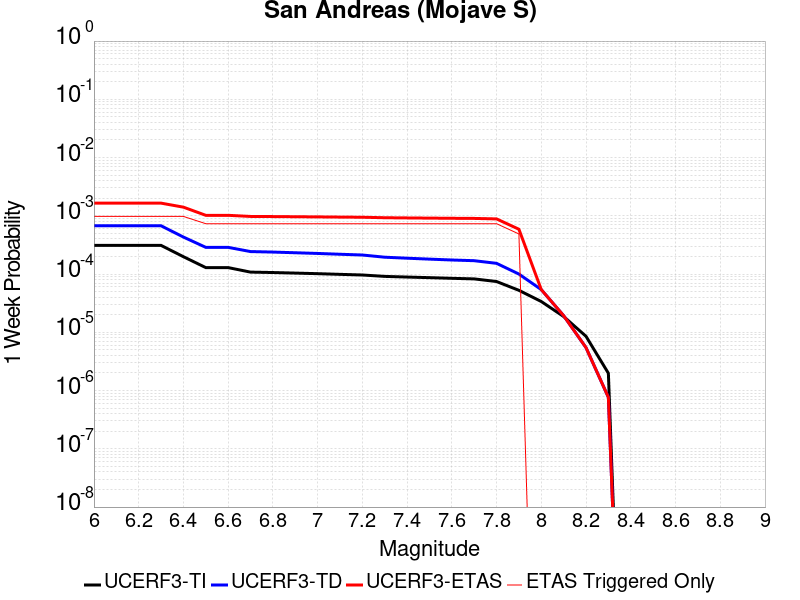 San Andreas (Mojave S)
10^0
10^-1
10^-2
10^-3
10^-4
10^-5
10^-6
10^-7
10^-8
1 Week Probability
6 6.2 6.4 6.6 6.8 7 7.2 7.4 7.6 7.8 8 8.2 8.4 8.6 8.8 9
Magnitude
UCERF3-TI UCERF3-TD UCERF3-ETAS ETAS Triggered Only